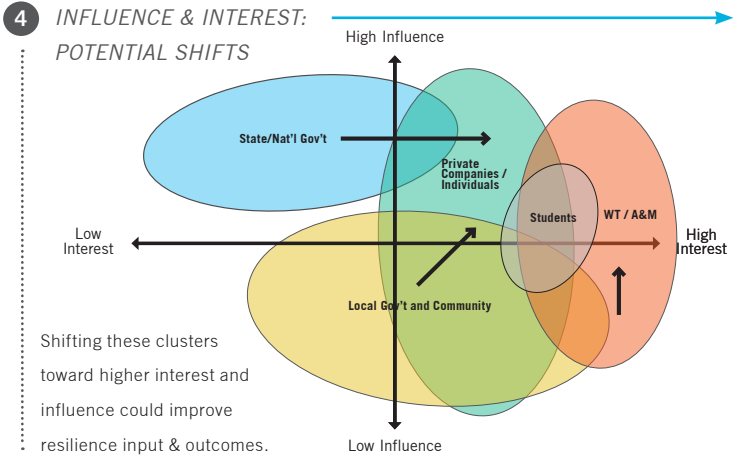 4 INFLUENCE & INTEREST:
POTENTIAL SHIFTS
High Influence
State/Nat'l Gov't
Private
Companies /
Individuals
Students
WT / A&M
Low
Interest
High
Interest
Local Gov't and Community
Shifting these clusters
toward higher interest and
influence could improve
resilience input & outcomes.
Low Influence